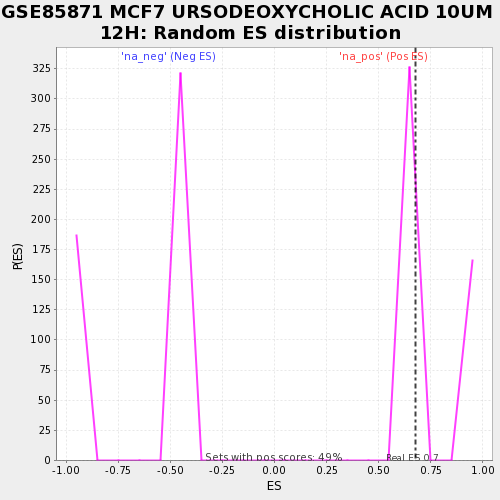 GSE85871 MCF7 URSODEOXYCHOLIC ACID 10UM
12H: Random ES distribution
'na_neg' (Neg ES)
'na_pos' (Pos ES)
325
300
275
250
225
200
175
150
125
100
75
50
25
0
P(ES)
Sets with pos scores: 49%
Real ES 0.7
-1.00
-0.75
-0.50
-0.25
0.00
0.25
0.50
0.75
1.00
ES